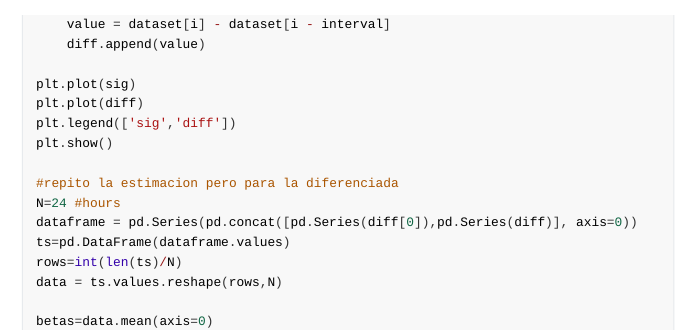 value = dataset[i] - dataset[i - interval]
diff.append(value)
plt.plot(sig)
plt.plot(diff)
plt.legend(['sig','diff'])
plt.show()
#repito la estimacion pero para la diferenciada
N=24 #hours
dataframe = pd.Series(pd.concat([pd.Series(diff[0]),pd.Series(diff)], axis=0))
ts=pd.DataFrame(dataframe.values)
rows=int(len(ts)/N)
data = ts.values.reshape(rows,N)
betas=data.mean(axis=0)